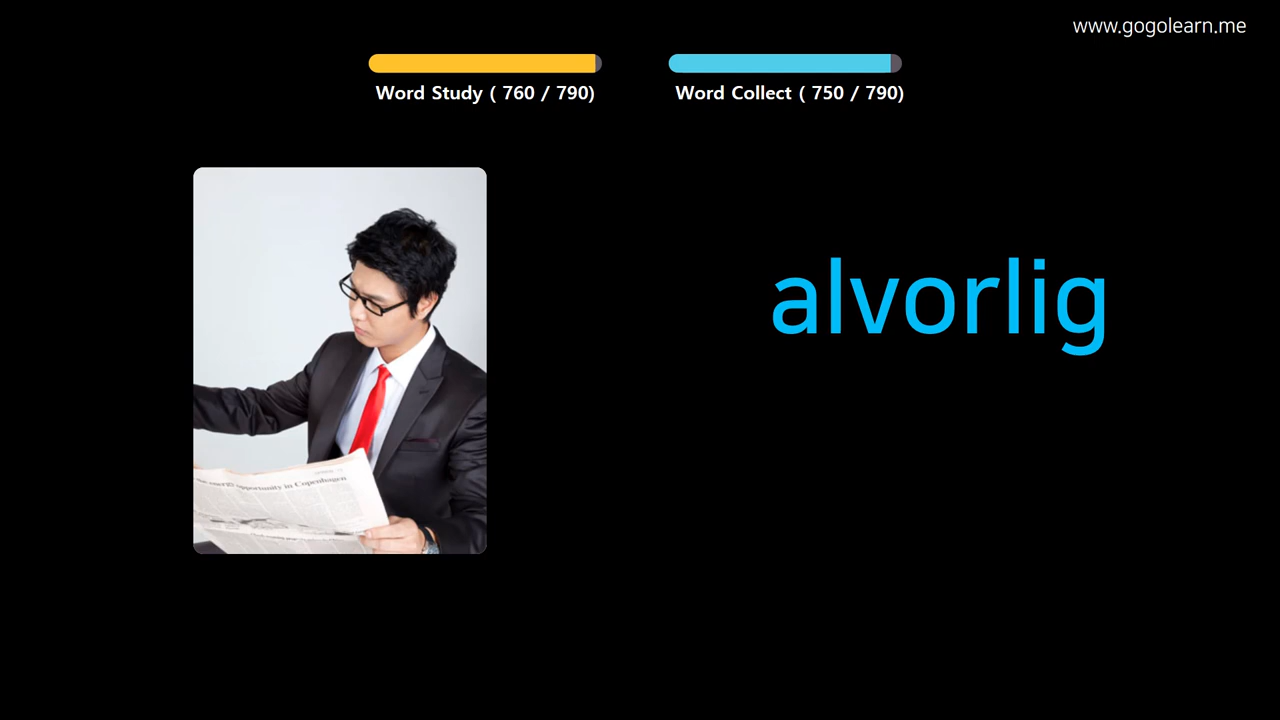 www.gogolearn.me
Word Study ( 760 / 790)
Word Collect ( 750 / 790)
alvorlig
opportunity in Copenhagen